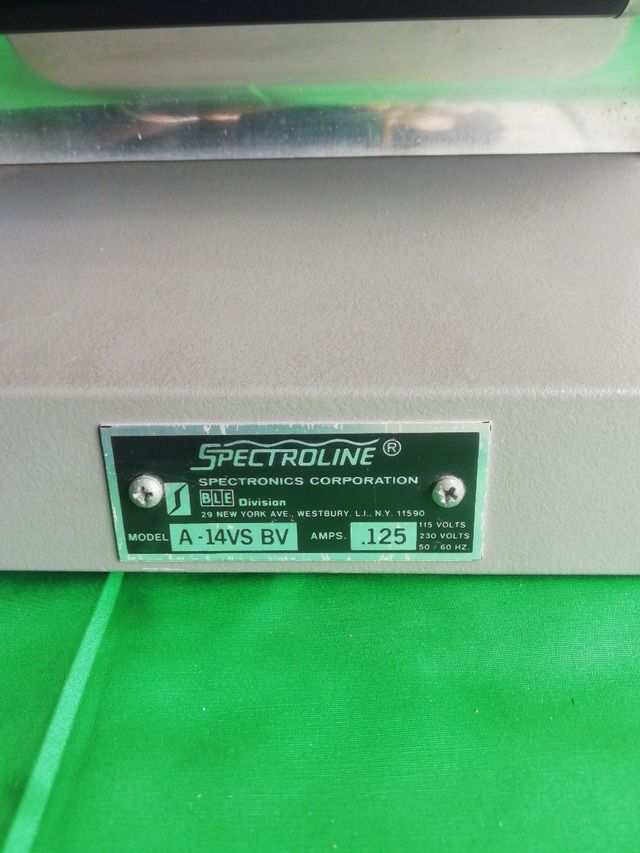 SPECTROLINE ®
SPECTRONICS CORPORATION
BLE Division
29 NEW YORK AVE., WESTBURY. L.I., N.Y. 11590
MODEL A-14VS BV AMPS. .125
115 VOLTS
230 VOLTS
50 / 60 HZ.